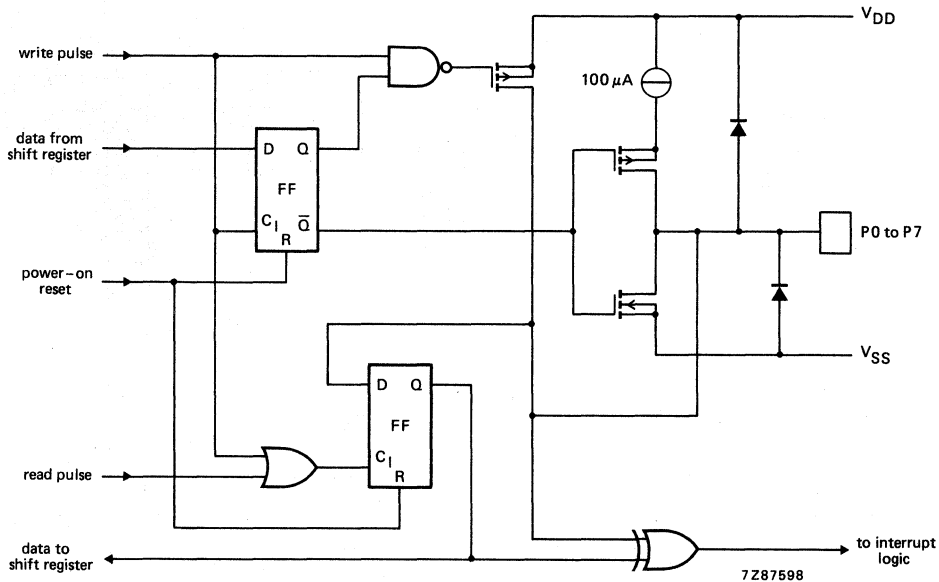 V_DD
write pulse
100 μA
data from
shift register
D Q
FF
C_I Q̅
R
P0 to P7
power–on
reset
V_SS
D Q
FF
C_I
R
read pulse
data to
shift register
to interrupt
logic
7Z87598